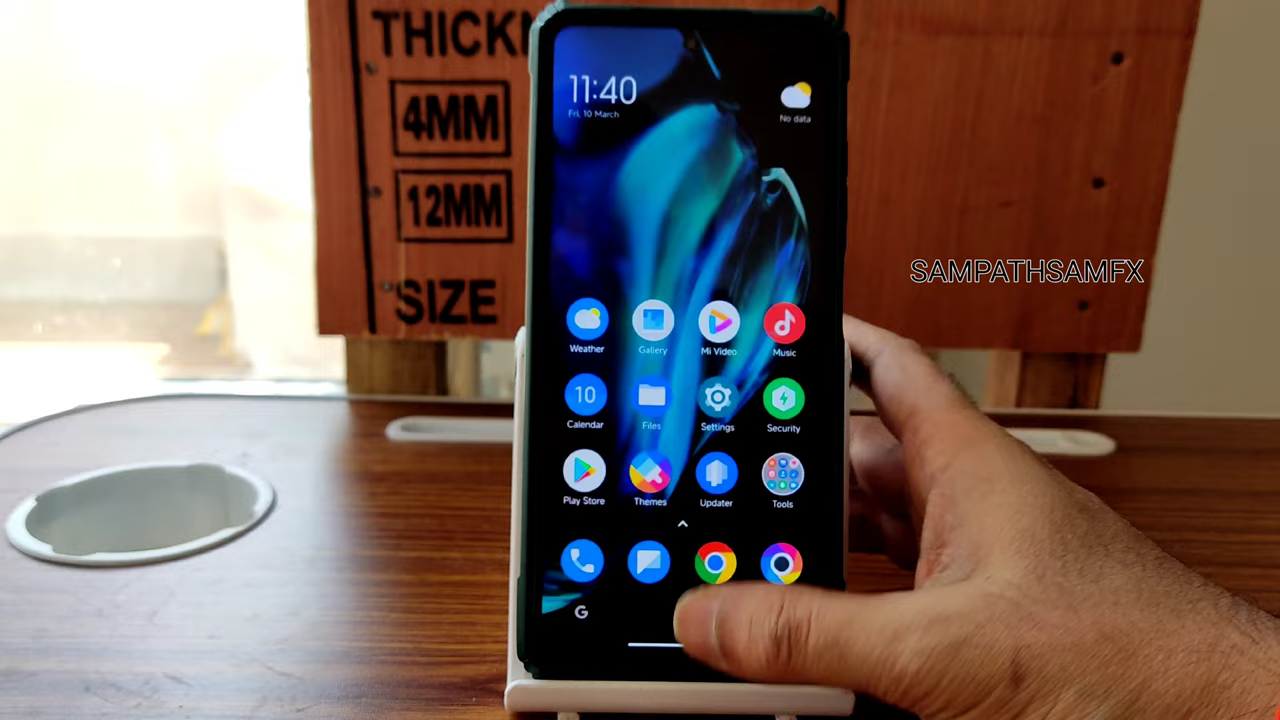 THICKN
4MM
12MM
SIZE
11:40
Fri, 10 March
No data
SAMPATHSAMFX
Weather
Gallery
Mi Video
Music
10
Calendar
Files
Settings
Security
Play Store
Themes
Updater
Tools
G